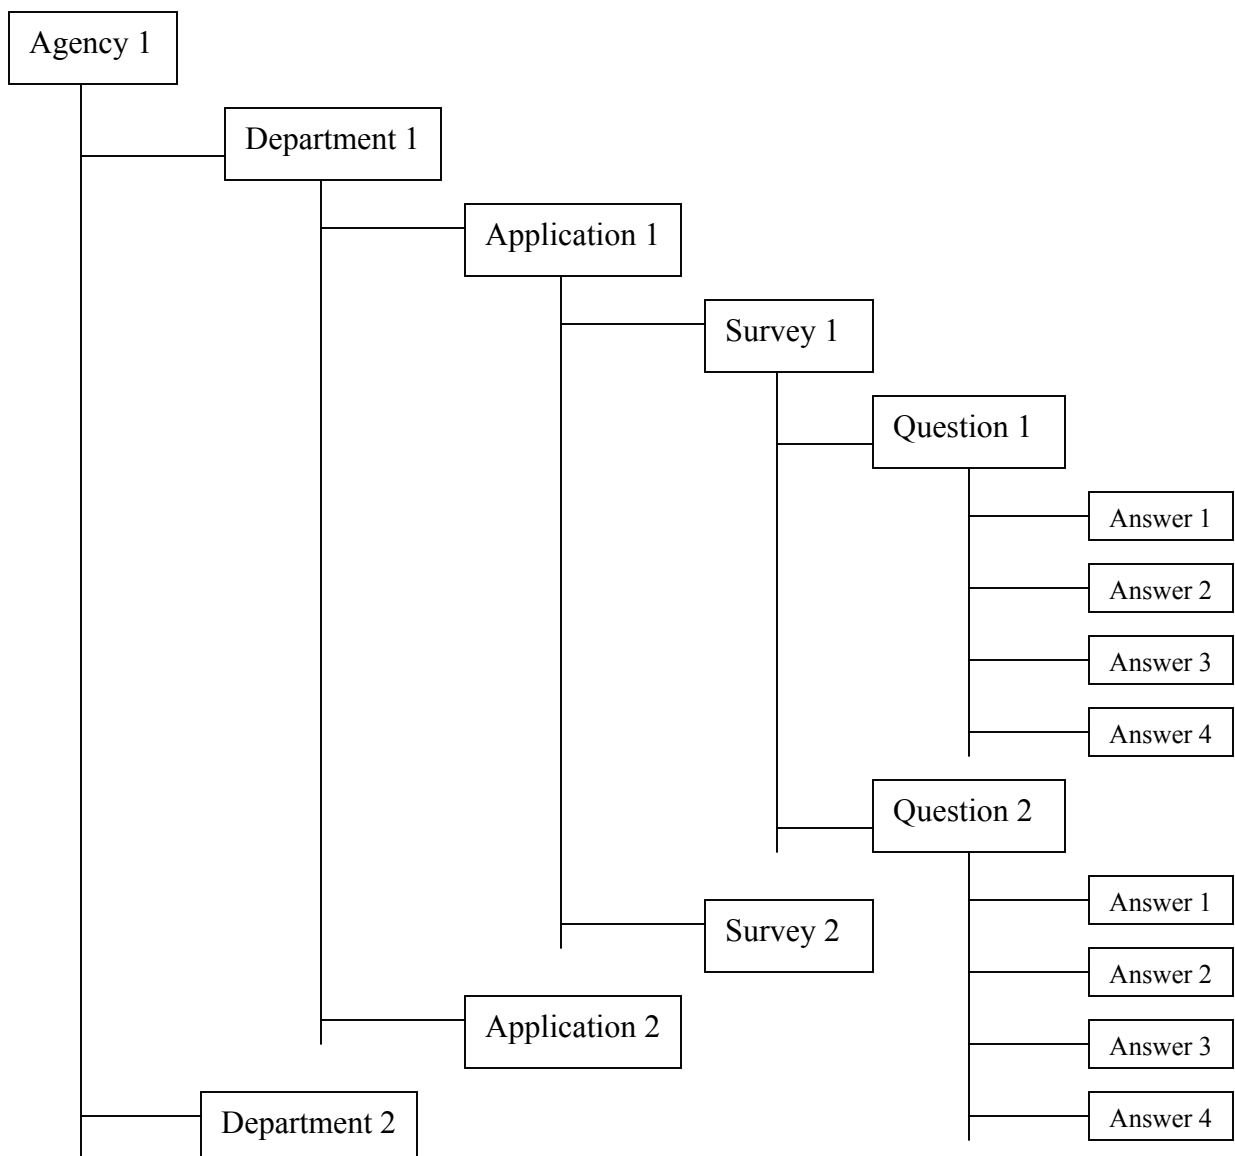 Agency 1
Department 1
Application 1
Survey 1
Question 1
Answer 1
Answer 2
Answer 3
Answer 4
Question 2
Answer 1
Survey 2
Answer 2
Application 2
Answer 3
Department 2
Answer 4